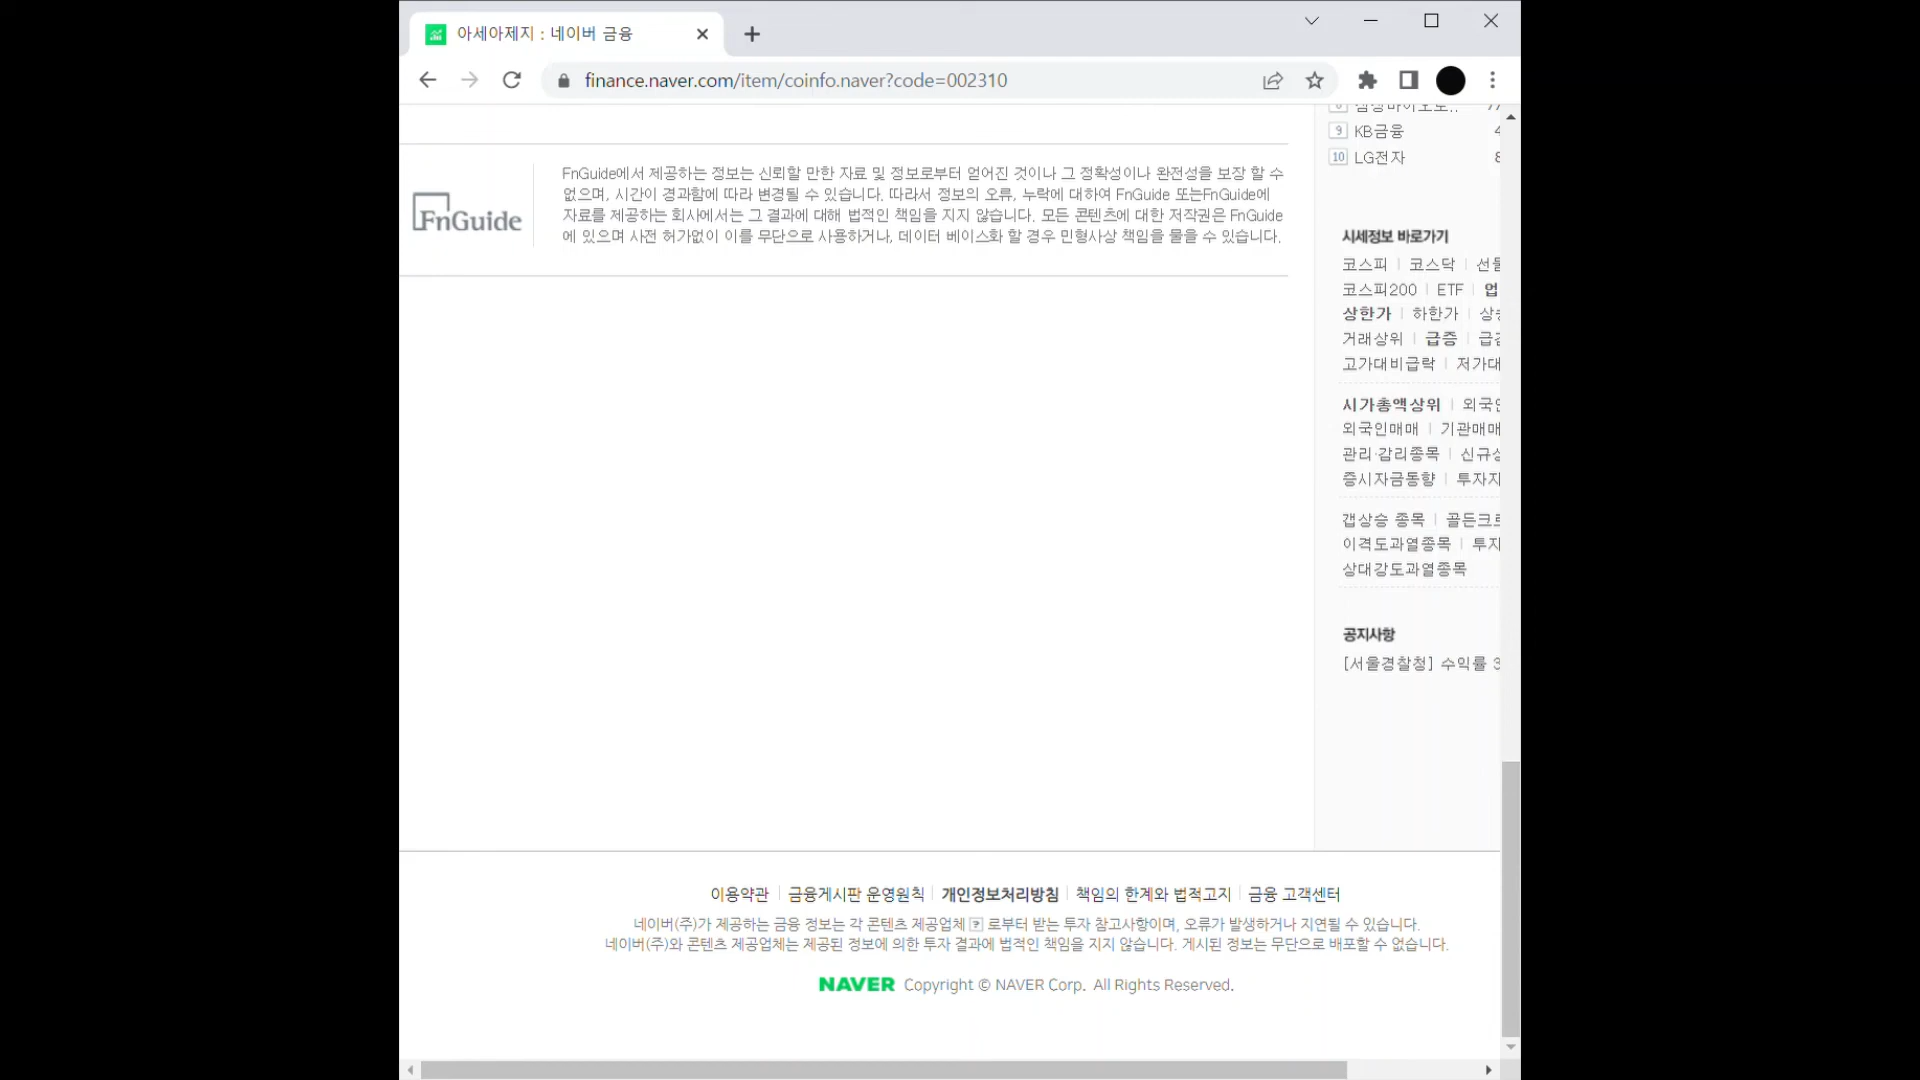 아세아제지 : 네이버 금융
finance.naver.com/item/coinfo.naver?code=002310
FnGuide
FnGuide에서 제공하는 정보는 신뢰할 만한 자료 및 정보로부터 얻어진 것이나 그 정확성이나 완전성을 보장 할 수
없으며, 시간이 경과함에 따라 변경될 수 있습니다. 따라서 정보의 오류, 누락에 대하여 FnGuide 또는FnGuide에
자료를 제공하는 회사에서는 그 결과에 대해 법적인 책임을 지지 않습니다. 모든 콘텐츠에 대한 저작권은 FnGuide
에 있으며 사전 허가없이 이를 무단으로 사용하거나, 데이터 베이스화 할 경우 민형사상 책임을 물을 수 있습니다.
9 KB금융
10 LG전자
시세정보 바로가기
코스피 | 코스닥 |
코스피200 | ETF | 업
상한가 | 하한가 |
거래상위 | 급증 |
고가대비급락 | 저가대
시가총액상위 |
외국인매매 | 기관매매
관리·감리종목 |
증시자금동향 |
갭상승 종목 |
이격도과열종목 | 투자
상대강도과열종목
공지사항
[서울경찰청] 수익률
이용약관 | 금융게시판 운영원칙 | 개인정보처리방침 | 책임의 한계와 법적고지 | 금융 고객센터
네이버(주)가 제공하는 금융 정보는 각 콘텐츠 제공업체 ? 로부터 받는 투자 참고사항이며, 오류가 발생하거나 지연될 수 있습니다.
네이버(주)와 콘텐츠 제공업체는 제공된 정보에 의한 투자 결과에 법적인 책임을 지지 않습니다. 게시된 정보는 무단으로 배포할 수 없습니다.
NAVER Copyright © NAVER Corp. All Rights Reserved.